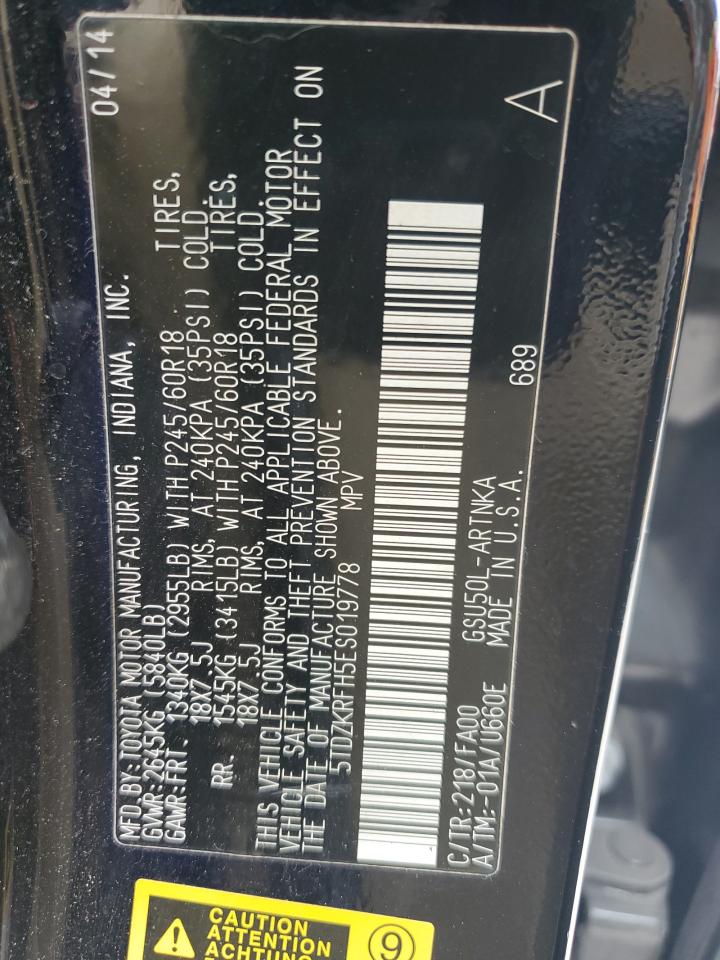 MFD.BY:TOYOTA MOTOR MANUFACTURING, INDIANA, INC. 04/14
GVWR:2645KG (5840LB)
GAWR:FRT. 1340KG (2955LB) WITH P245/60R18 TIRES,
18X7.5J RIMS, AT 240KPA (35PSI) COLD.
RR. 1545KG (3415LB) WITH P245/60R18 TIRES,
18X7.5J RIMS, AT 240KPA (35PSI) COLD.
THIS VEHICLE CONFORMS TO ALL APPLICABLE FEDERAL MOTOR
VEHICLE SAFETY AND THEFT PREVENTION STANDARDS IN EFFECT ON
THE DATE OF MANUFACTURE SHOWN ABOVE.
5TDZKRFH5ES019778 MPV
C/TR:218/FA00 GSU50L-ARTNKA 689 A
A/TM:-01A/U660E MADE IN U.S.A.
CAUTION
ATTENTION
ACHTUNG
9